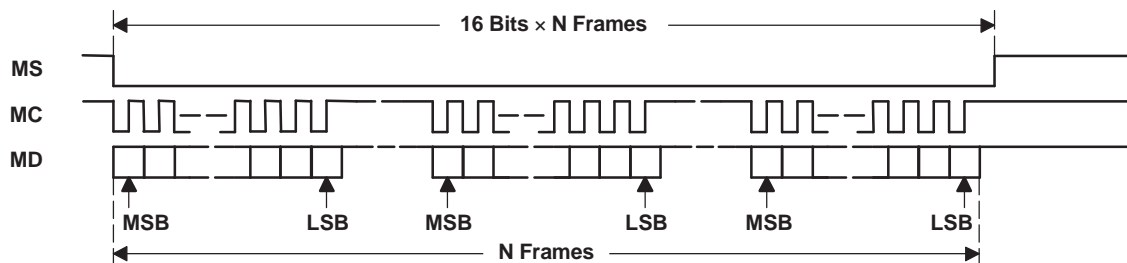 16 Bits × N Frames
MS
MC
MD
MSB LSB MSB LSB MSB LSB
N Frames